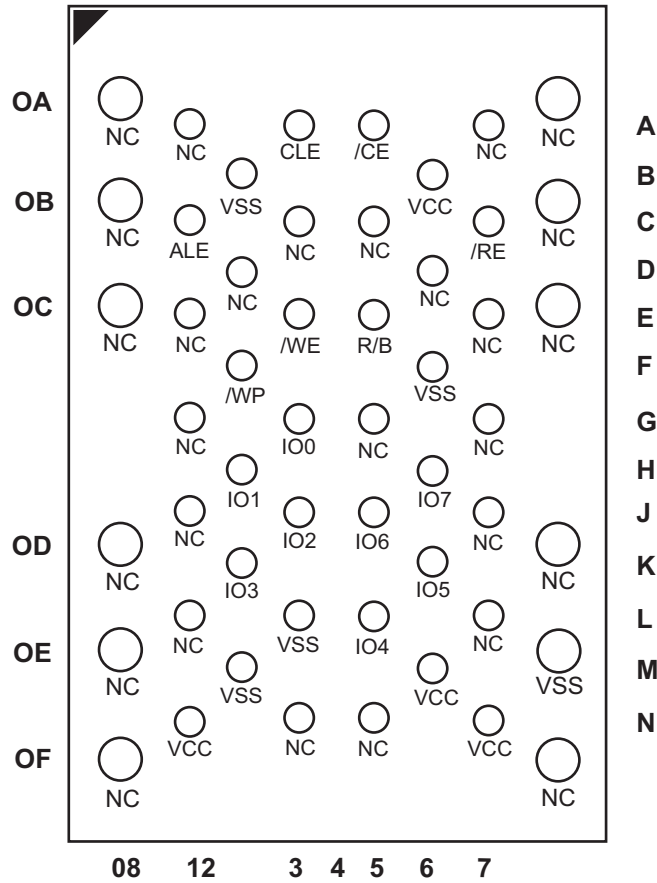 OA
NC
NC
CLE
/CE
NC
NC
A
VSS
VCC
B
OB
NC
ALE
NC
NC
/RE
NC
C
NC
NC
D
OC
NC
NC
/WE
R/B
NC
NC
E
/WP
VSS
F
NC
IO0
NC
NC
G
IO1
IO7
H
NC
IO2
IO6
NC
J
OD
NC
IO3
IO5
NC
K
NC
VSS
IO4
NC
L
OE
NC
VSS
VCC
VSS
M
VCC
NC
NC
VCC
N
OF
NC
NC
08 12 3 4 5 6 7